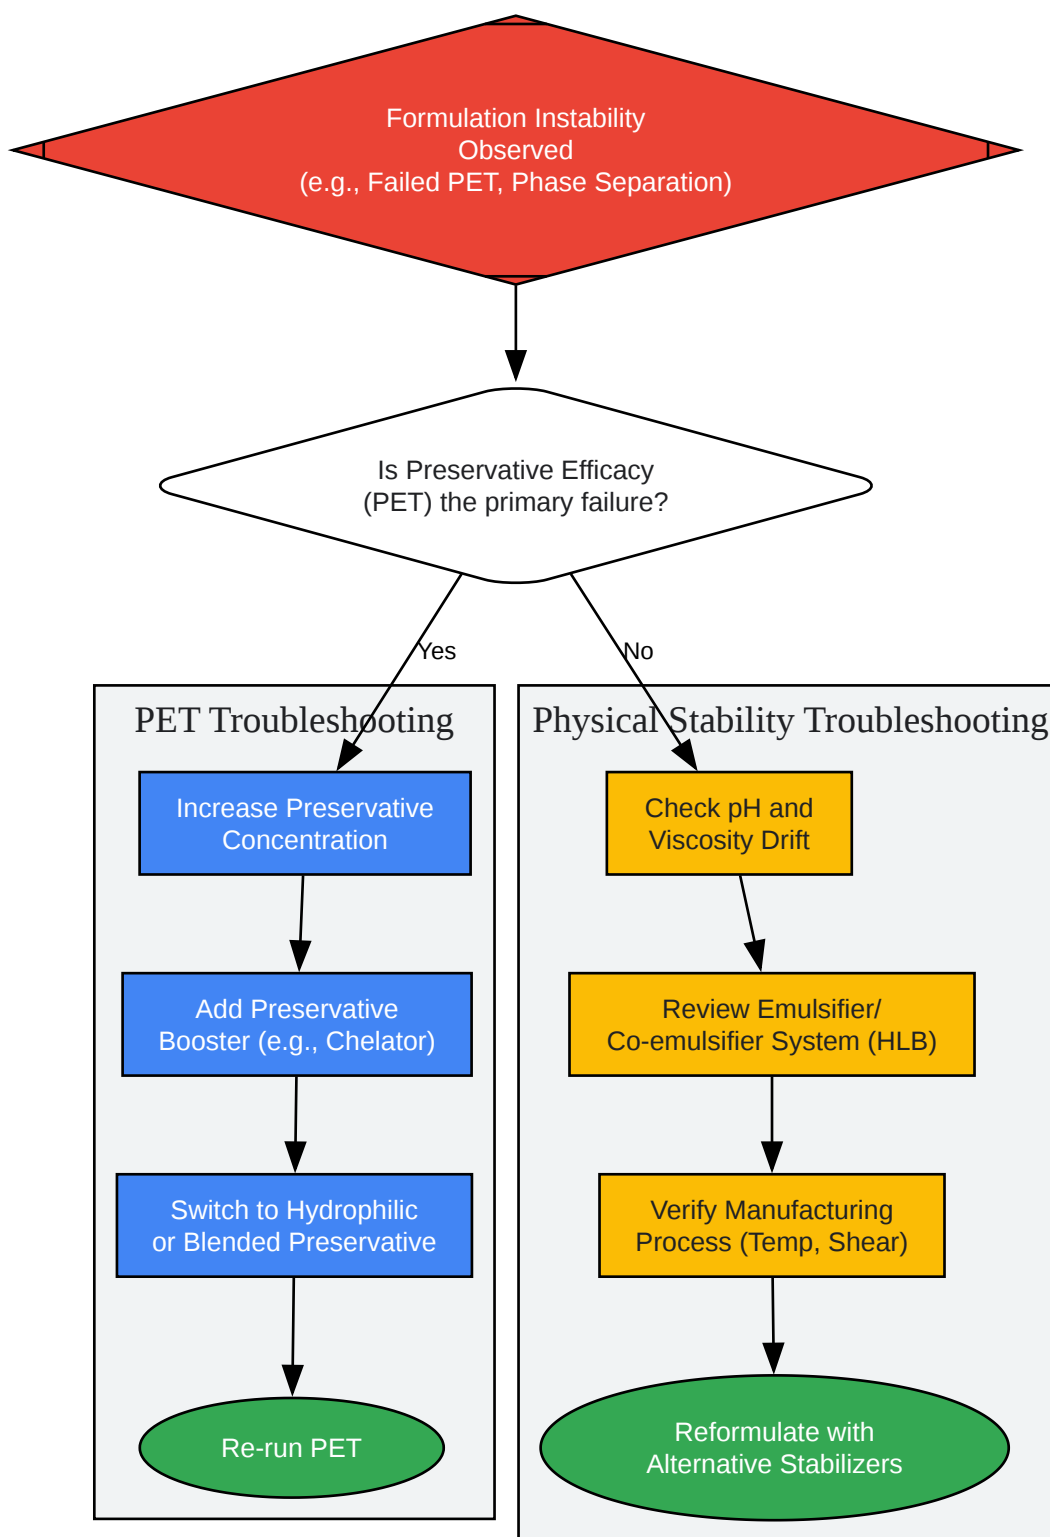 Formulation Instability
Observed
(e.g., Failed PET, Phase Separation)
Is Preservative Efficacy
(PET) the primary failure?
Yes
No
PET Troubleshooting
Increase Preservative
Concentration
Add Preservative
Booster (e.g., Chelator)
Switch to Hydrophilic
or Blended Preservative
Re-run PET
Physical Stability Troubleshooting
Check pH and
Viscosity Drift
Review Emulsifier/
Co-emulsifier System (HLB)
Verify Manufacturing
Process (Temp, Shear)
Reformulate with
Alternative Stabilizers